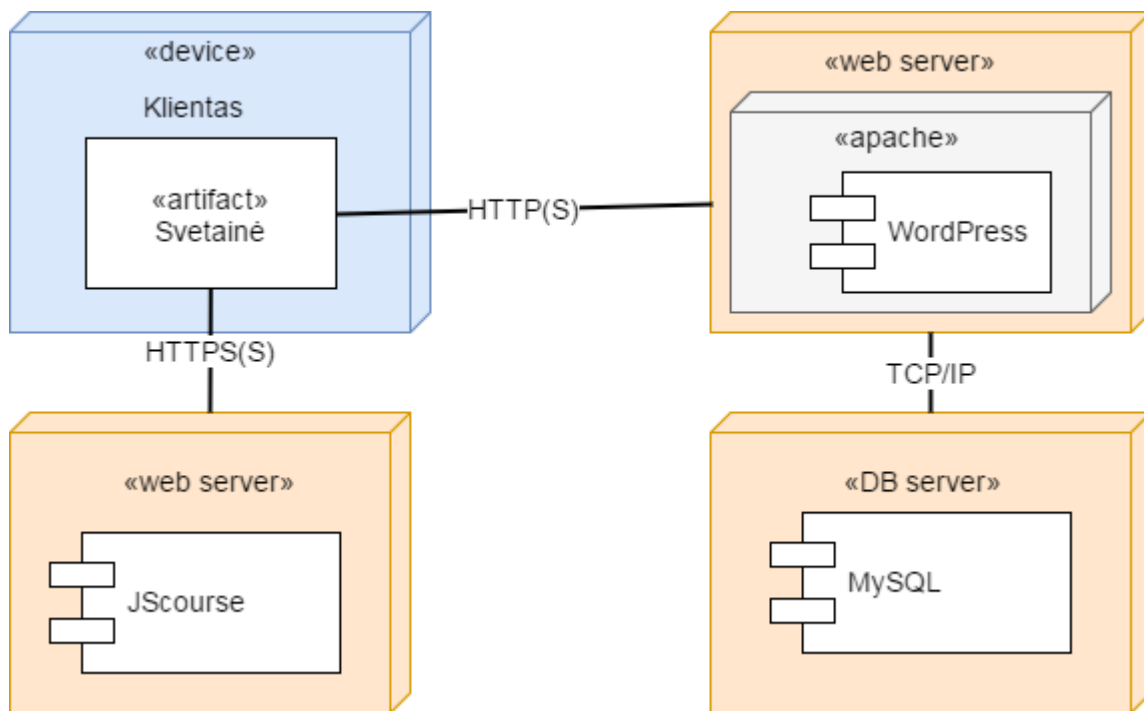 «device»
Klientas
«artifact»
Svetainė
HTTP(S)
«web server»
«apache»
WordPress
HTTPS(S)
TCP/IP
«web server»
JScourse
«DB server»
MySQL